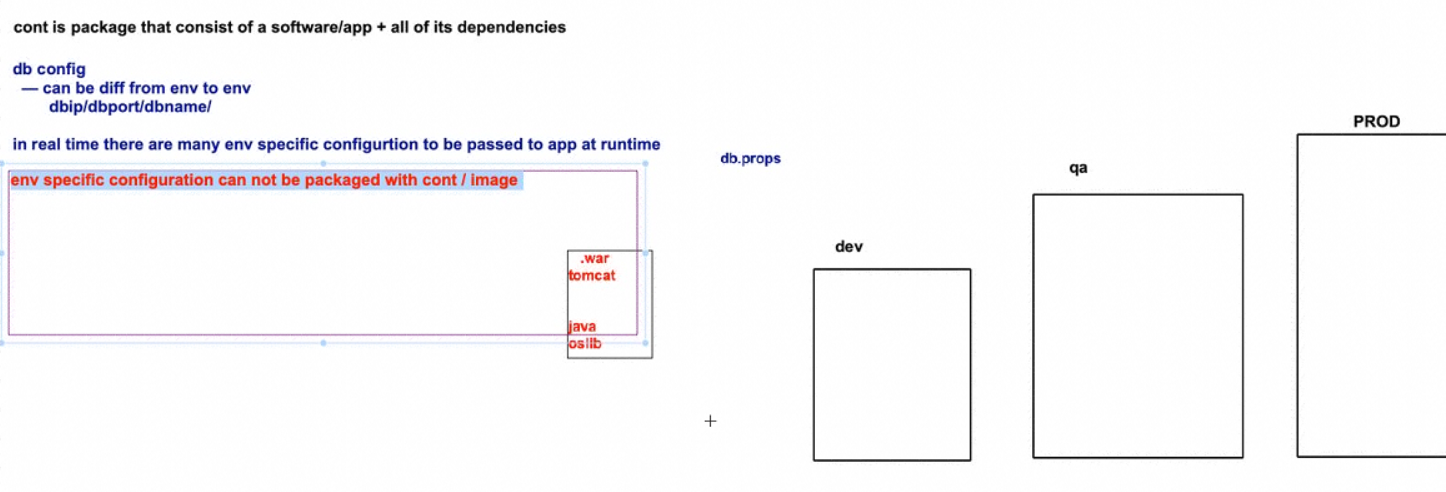 cont is package that consist of a software/app + all of its dependencies
db config
— can be diff from env to env
dbip/dbport/dbname/
in real time there are many env specific configurtion to be passed to app at runtime
env specific configuration can not be packaged with cont / image
.war
tomcat
java
oslib
db.props
dev
qa
PROD